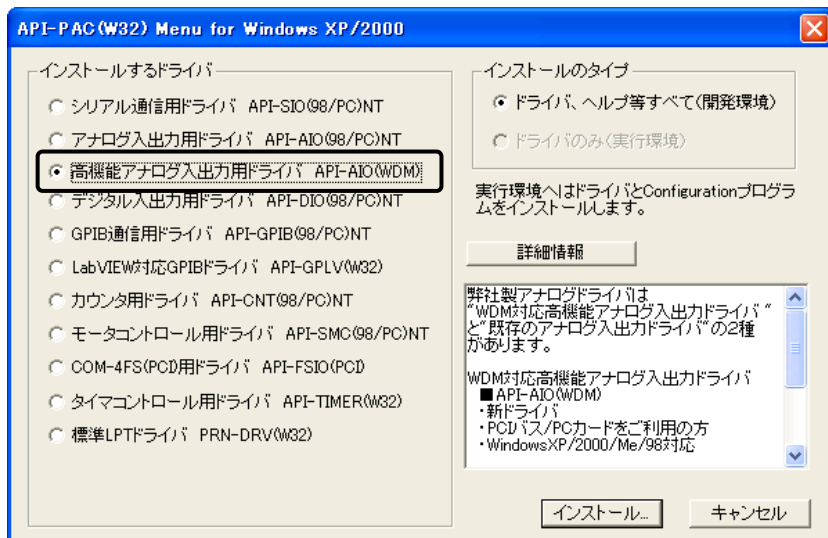 API-PAC(W32) Menu for Windows XP/2000
インストールするドライバ
シリアル通信用ドライバ API-SIO(98/PC)NT
アナログ入出力用ドライバ API-AIO(98/PC)NT
高機能アナログ入出力用ドライバ API-AIO(WDM)
デジタル入出力用ドライバ API-DIO(98/PC)NT
GPIB通信用ドライバ API-GPIB(98/PC)NT
LabVIEW対応GPIBドライバ API-GPLV(W32)
カウンタ用ドライバ API-CNT(98/PC)NT
モータコントロール用ドライバ API-SMC(98/PC)NT
COM-4FS(PCI)用ドライバ API-FSIO(PCI)
タイマコントロール用ドライバ API-TIMER(W32)
標準LPTドライバ PRN-DRV(W32)
インストールのタイプ
ドライバ、ヘルプ等すべて(開発環境)
ドライバのみ(実行環境)
実行環境へはドライバとConfigurationプログラ
ムをインストールします。
詳細情報
弊社製アナログドライバは
"WDM対応高機能アナログ入出力ドライバ"
と"既存のアナログ入出力ドライバ"の2種
があります。
WDM対応高機能アナログ入出力ドライバ
■API-AIO(WDM)
・新ドライバ
・PCIバス/PCカードをご利用の方
・WindowsXP/2000/Me/98対応
インストール...
キャンセル